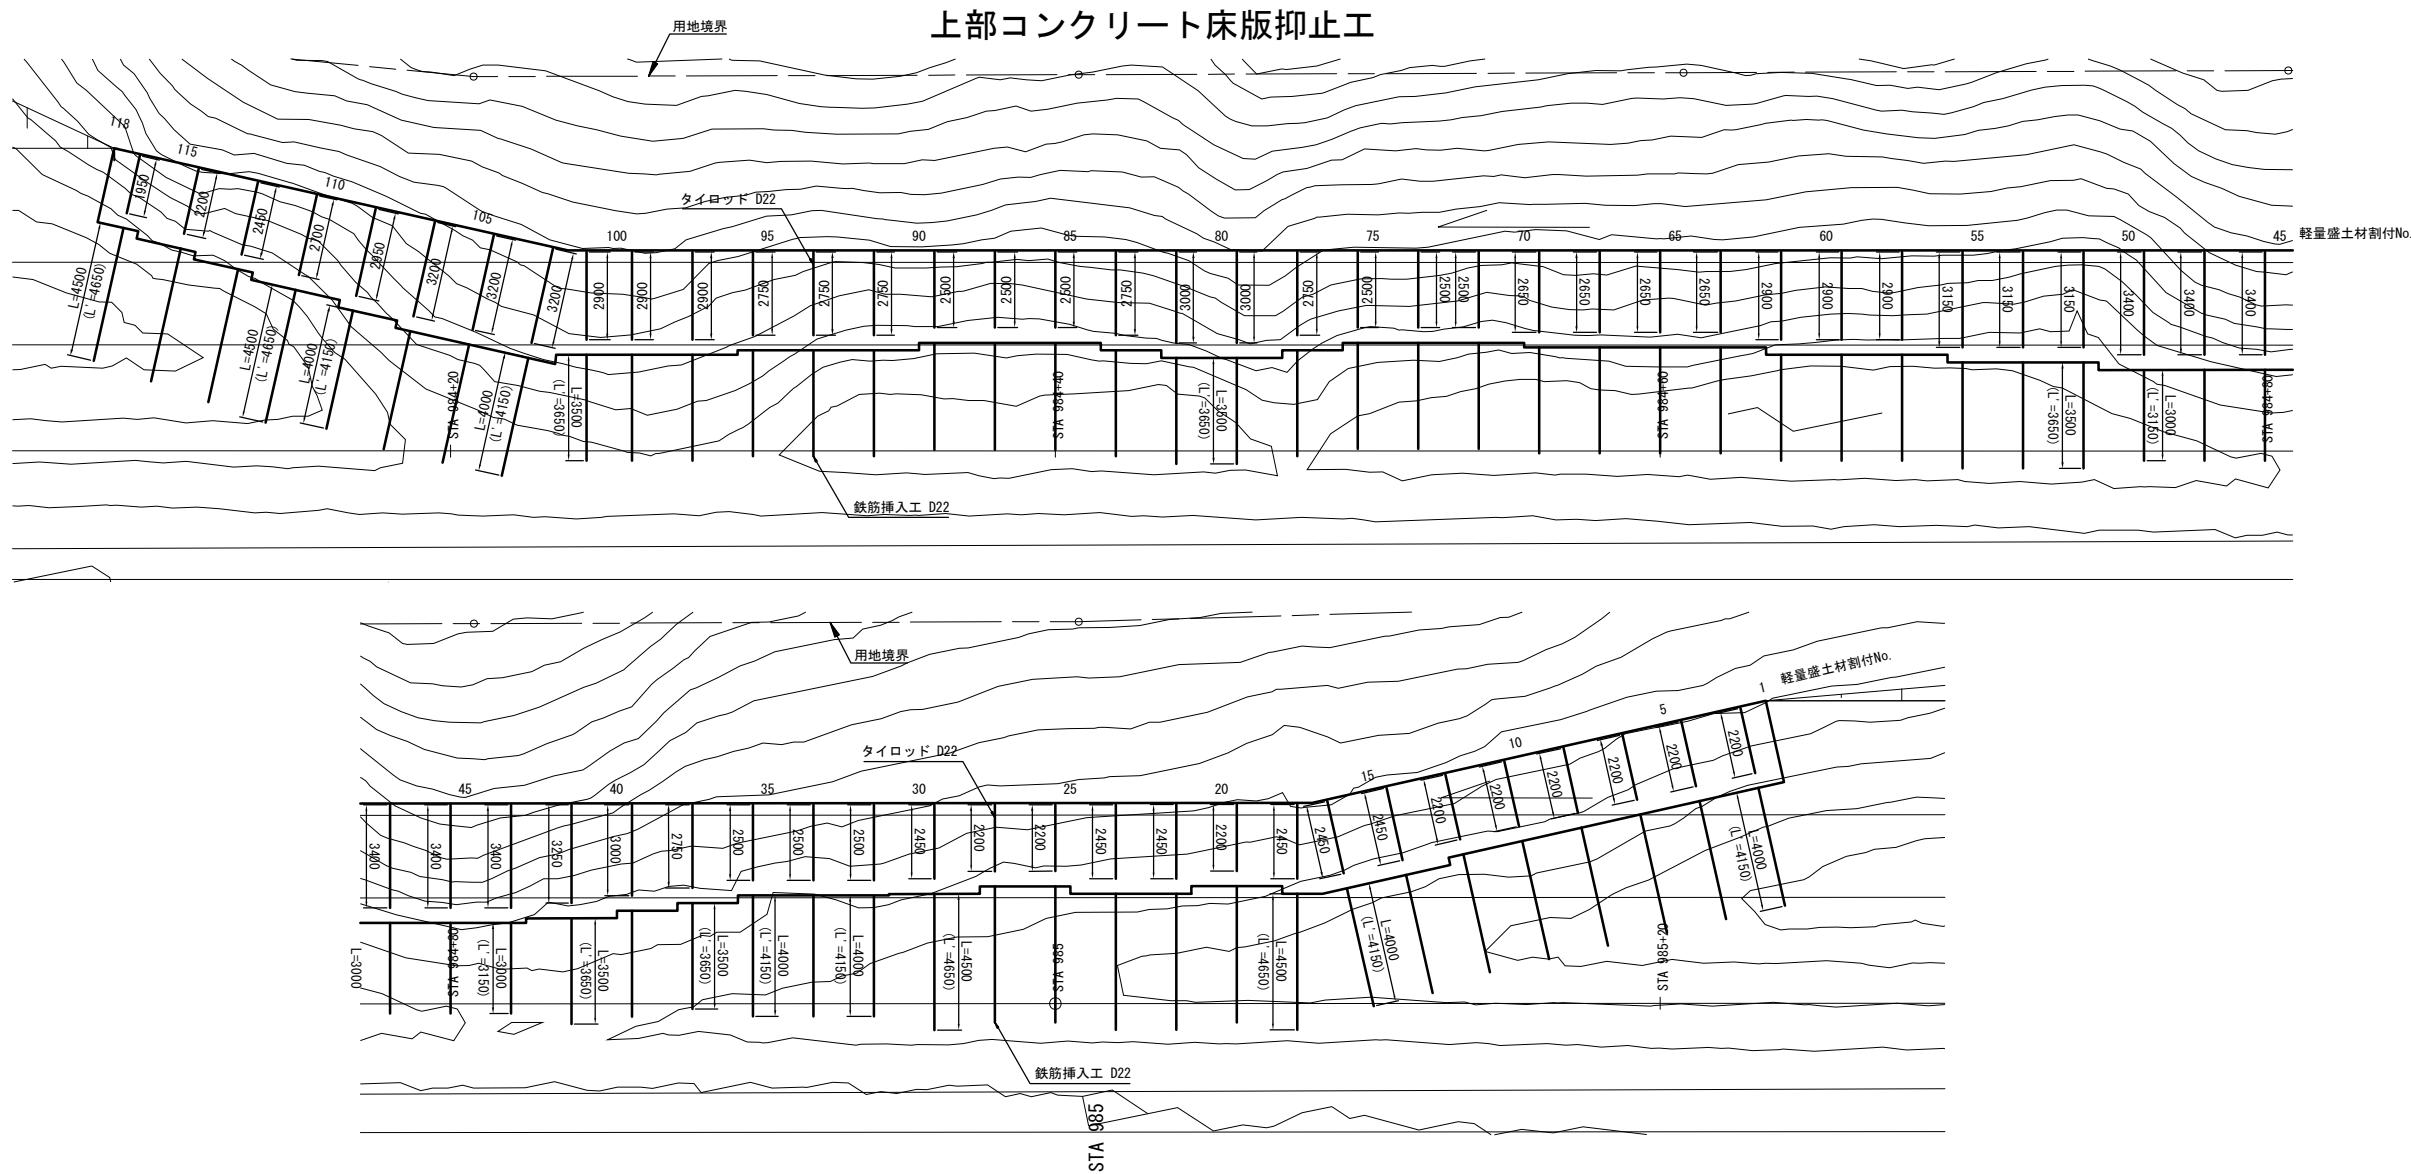 上部コンクリート床版抑止工
用地境界
118
115
110
105
100
95
90
85
80
75
70
65
60
55
50
45
軽量盛土材割付No.
タイロッド D22
1950
2200
2450
2700
2950
3200
3200
3200
2900
2900
2900
2750
2750
2750
2500
2500
2500
2750
3000
3000
2750
2500
2500
2500
2650
2650
2650
2650
2900
2900
2900
3150
3150
3150
3400
3400
3400
L=4500
(L'=4650)
L=4500
(L'=4650)
L=4000
(L'=4150)
STA 984+20
L=4000
(L'=4150)
L=3500
(L'=3650)
STA 984+40
L=3500
(L'=3650)
STA 984+60
L=3500
(L'=3650)
L=3000
(L'=3150)
STA 984+80
鉄筋挿入工 D22
用地境界
軽量盛土材割付No.
1
5
10
15
タイロッド D22
45
40
35
30
25
20
3400
3400
3400
3250
3000
2750
2500
2500
2500
2450
2200
2200
2450
2450
2200
2450
2450
2450
2200
2200
2200
2200
2200
2200
L=3000
STA 984+80
L=3000
(L'=3150)
L=3500
(L'=3650)
L=3500
(L'=3650)
L=4000
(L'=4150)
L=4000
(L'=4150)
L=4500
(L'=4650)
STA 985
L=4500
(L'=4650)
L=4000
(L'=4150)
STA 985+20
L=4000
(L'=4150)
鉄筋挿入工 D22
STA 985